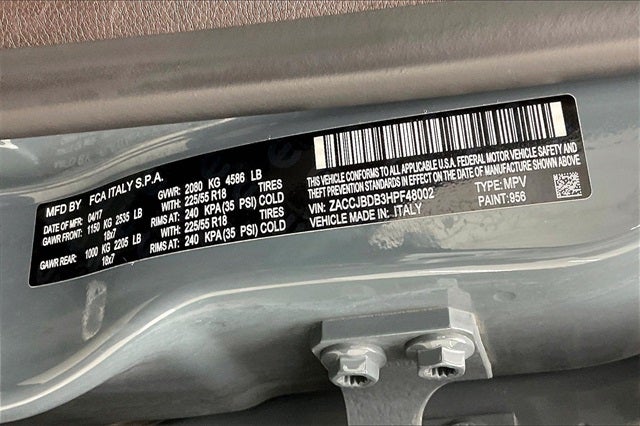 MFD BY: FCA ITALY S.P.A.
DATE OF MFR: 04/17 GVWR: 2080 KG 4586 LB
GAWR FRONT: 1150 KG 2535 LB WITH: 225/55 R18 TIRES
18x7 RIMS AT: 240 KPA(35 PSI) COLD
GAWR REAR: 1000 KG 2205 LB WITH: 225/55 R18 TIRES
18x7 RIMS AT: 240 KPA(35 PSI) COLD
THIS VEHICLE CONFORMS TO ALL APPLICABLE U.S.A. FEDERAL MOTOR VEHICLE SAFETY AND
THEFT PREVENTION STANDARDS IN EFFECT ON THE DATE OF MANUFACTURE SHOWN ABOVE.
VIN: ZACCJBDB3HPF48002 TYPE: MPV
VEHICLE MADE IN: ITALY PAINT: 956